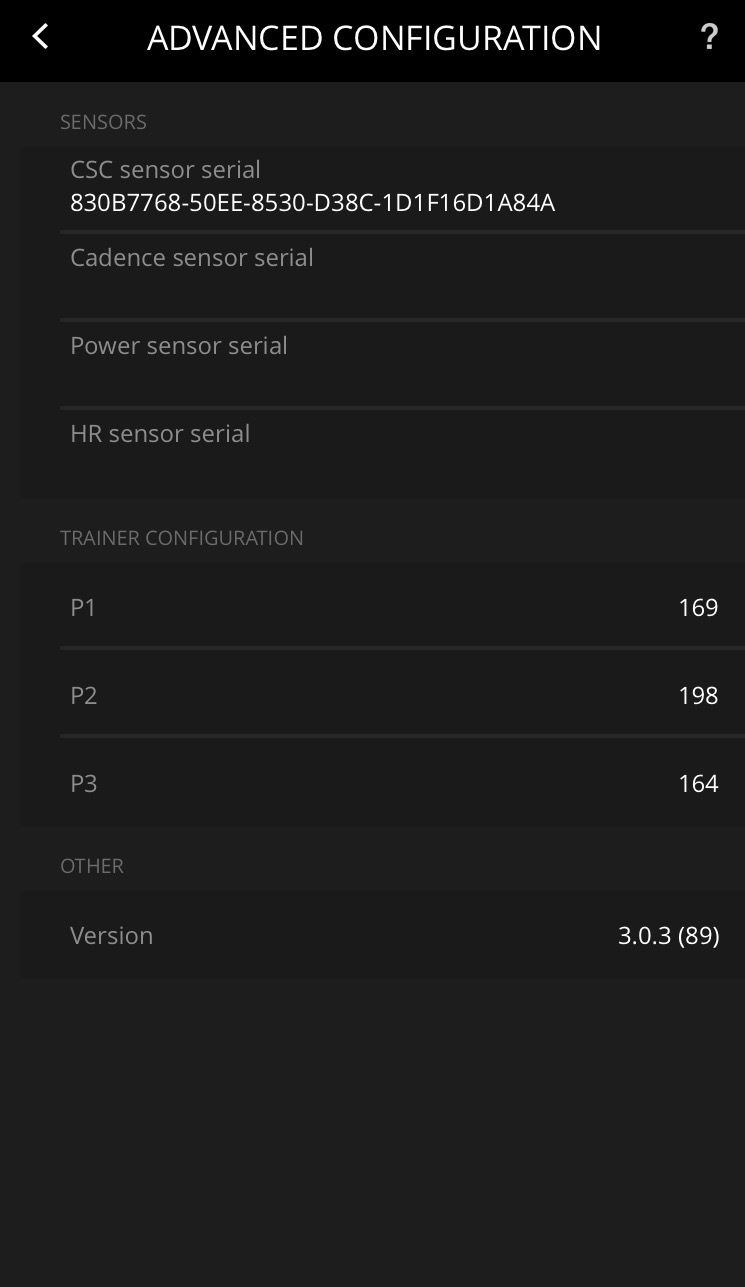 ADVANCED CONFIGURATION ?
SENSORS
CSC sensor serial
830B7768-50EE-8530-D38C-1D1F16D1A84A
Cadence sensor serial
Power sensor serial
HR sensor serial
TRAINER CONFIGURATION
P1 169
P2 198
P3 164
OTHER
Version 3.0.3 (89)